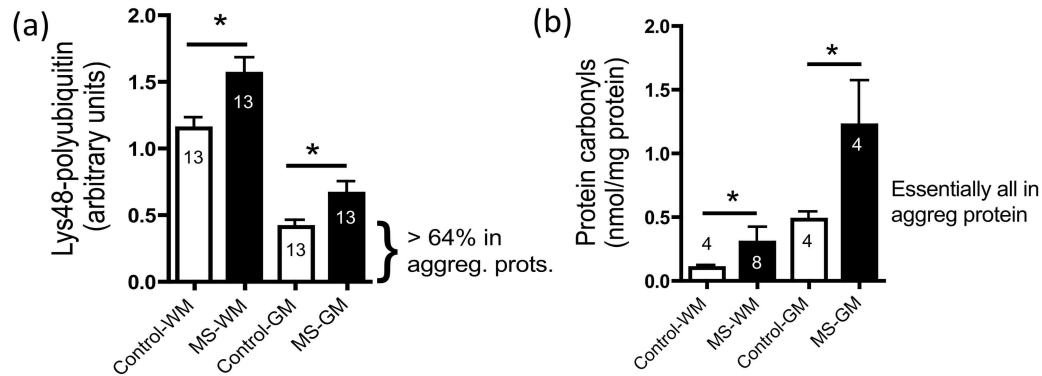 (a)
Lys48-polyubiquitin
(arbitrary units)
2.0
1.5
1.0
0.5
0.0
*
*
13
13
13
13
> 64% in
aggreg. prots.
Control-WM
MS-WM
Control-GM
MS-GM
(b)
Protein carbonyls
(nmol/mg protein)
2.0
1.5
1.0
0.5
0.0
*
*
4
8
4
4
Essentially all in
aggreg protein
Control-WM
MS-WM
Control-GM
MS-GM